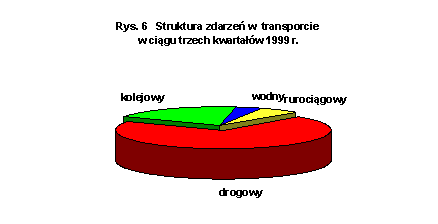 Rys. 6 Struktura zdarzeń w transporcie
w ciągu trzech kwartałów 1999 r.
kolejowy
wodny
rurociągowy
drogowy